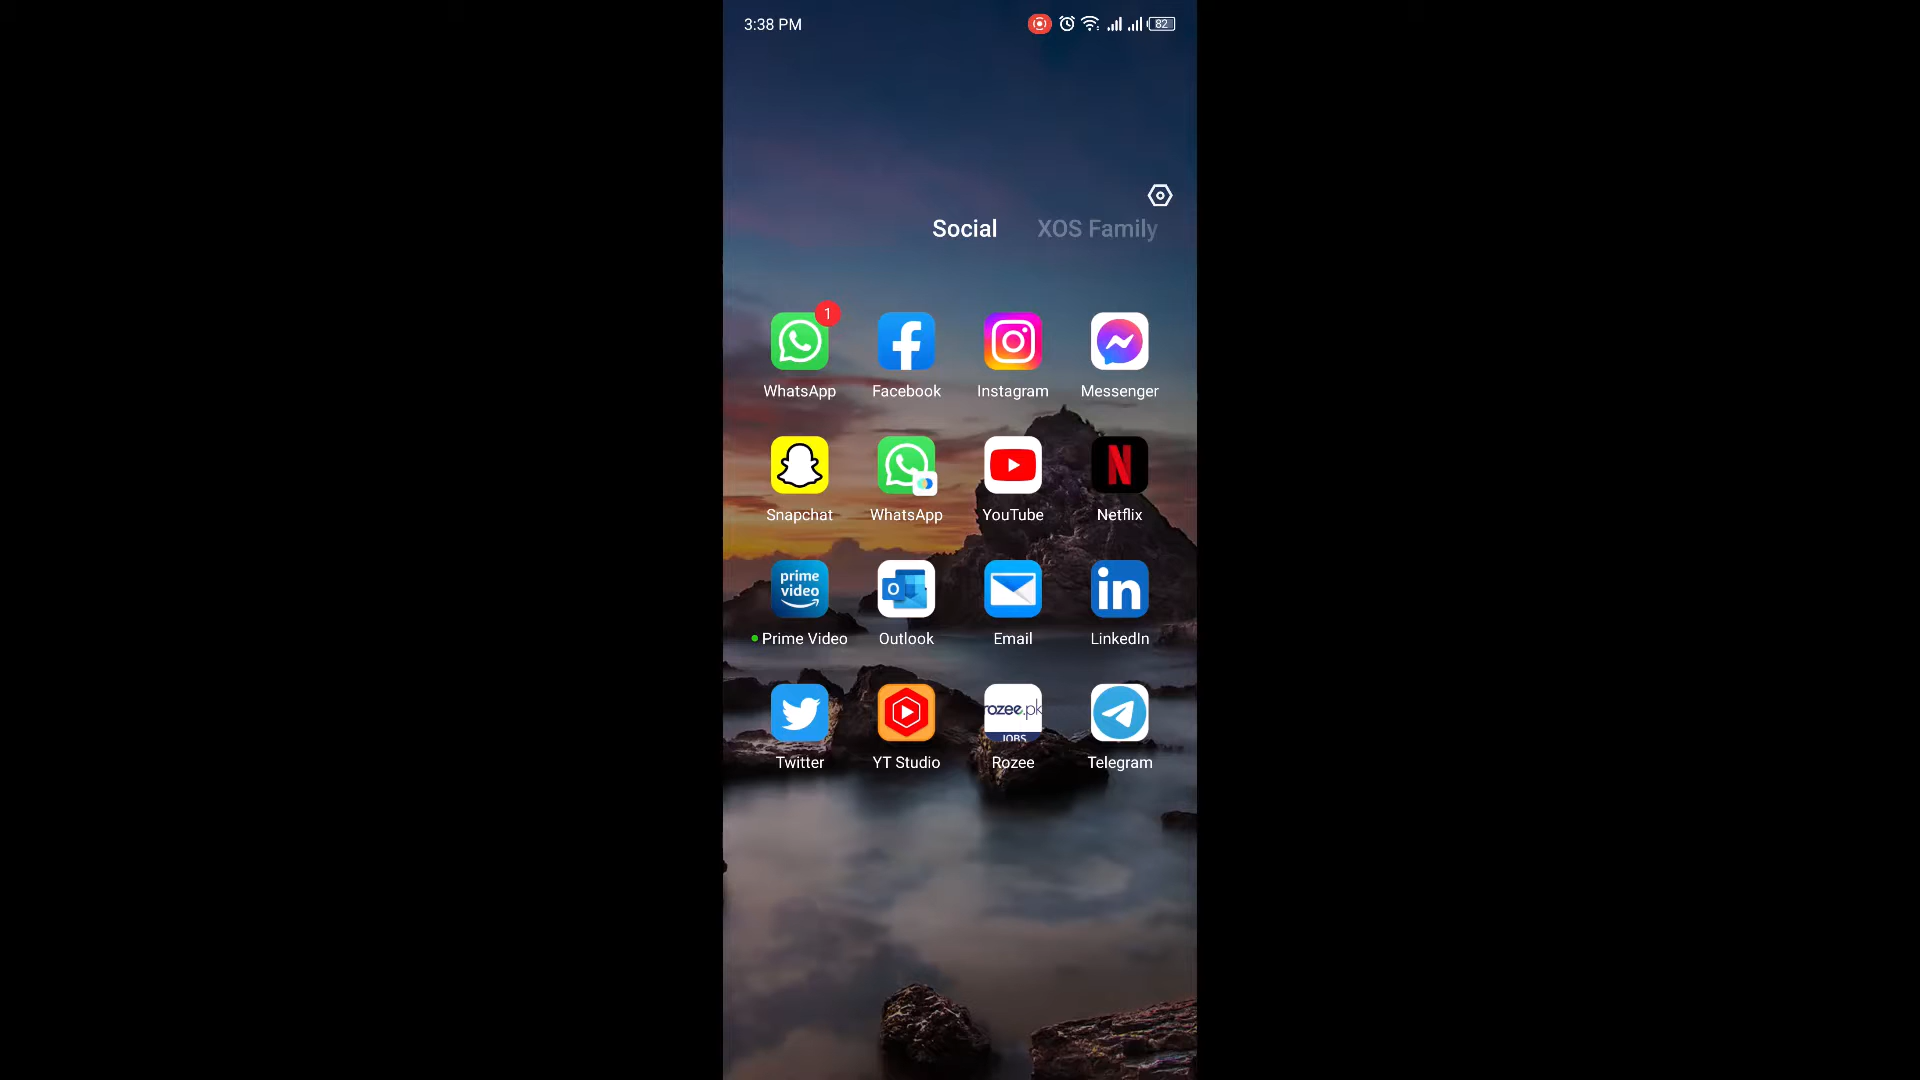 3:38 PM 82
Social XOS Family
1
WhatsApp Facebook Instagram Messenger
Snapchat WhatsApp YouTube Netflix
prime
video
Prime Video Outlook Email LinkedIn
in
O
rozee.pk
JOBS
Twitter YT Studio Rozee Telegram